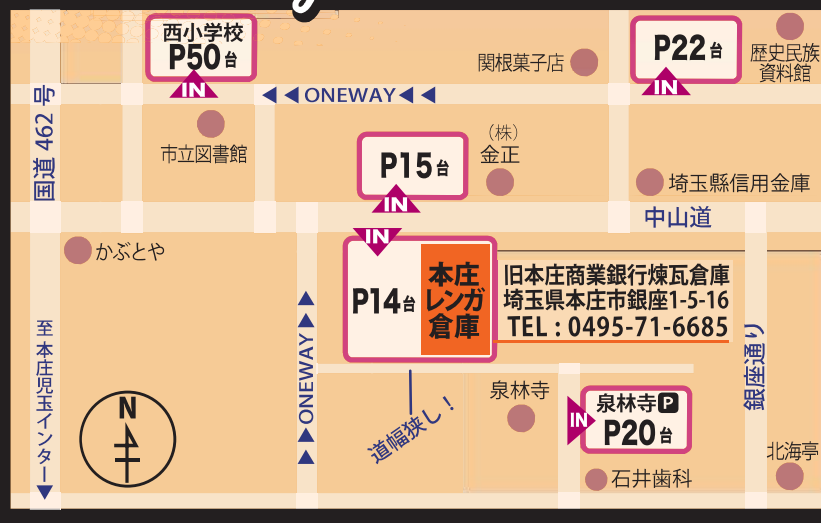 西小学校
P50台
IN
関根菓子店
P22台
IN
歴史民族
資料館
国道 462 号
ONEWAY
市立図書館
P15台
IN
（株）
金正
埼玉縣信用金庫
中山道
かぶとや
IN
P14台
本庄
レンガ
倉庫
旧本庄商業銀行煉瓦倉庫
埼玉県本庄市銀座1-5-16
TEL : 0495-71-6685
ONEWAY
銀座通り
至 本庄児玉インター
N
道幅狭し！
泉林寺
IN
泉林寺P
P20台
石井歯科
北海亭